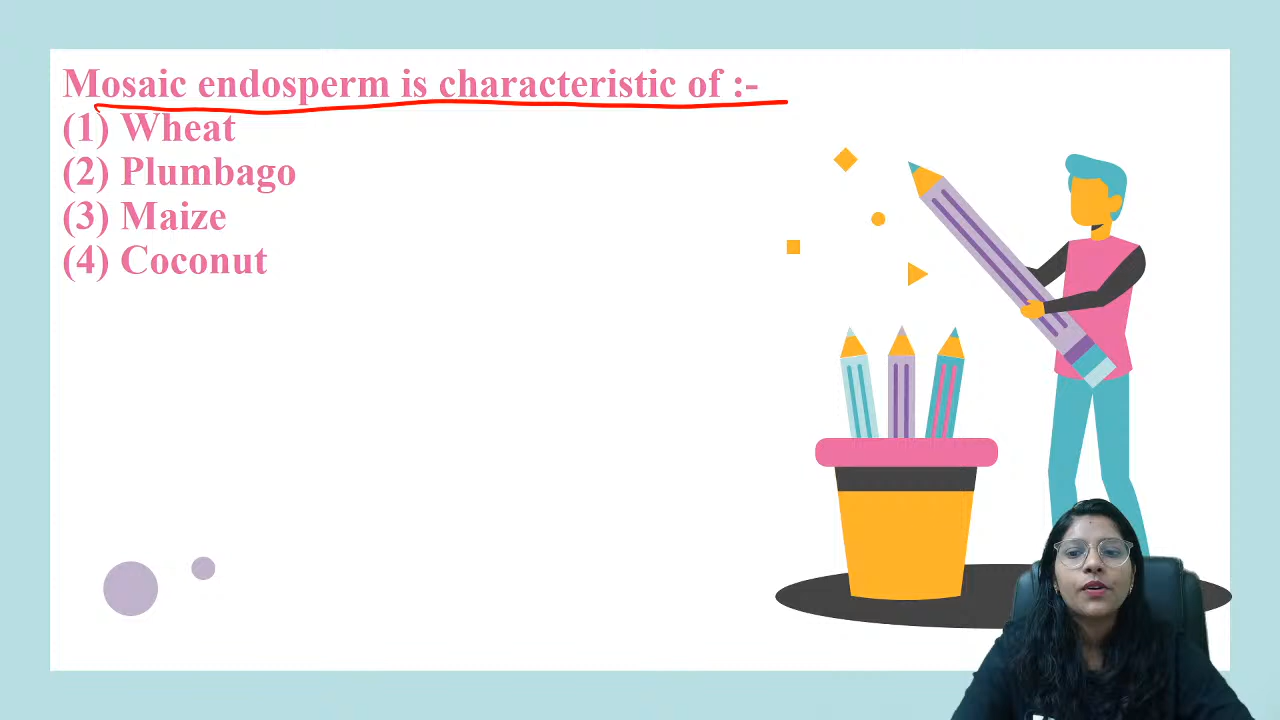 Mosaic endosperm is characteristic of :-
(1) Wheat
(2) Plumbago
(3) Maize
(4) Coconut